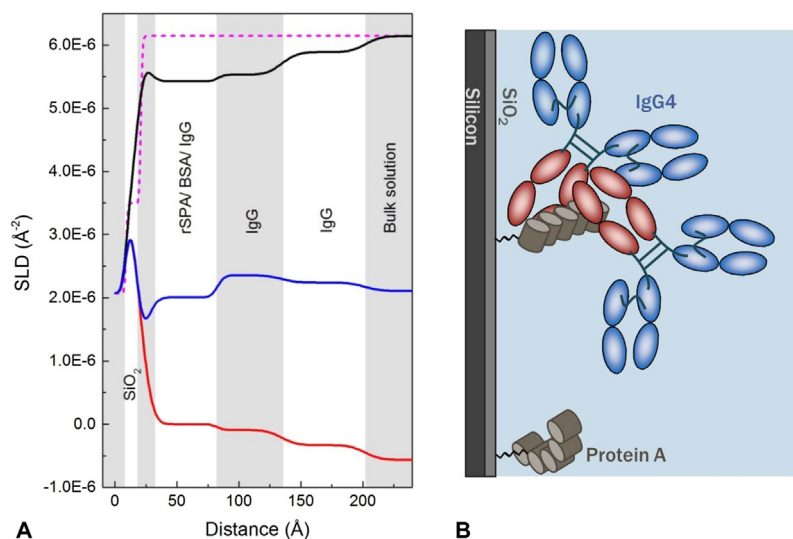 6.0E-6
5.0E-6
4.0E-6
3.0E-6
2.0E-6
1.0E-6
0.0
-1.0E-6
SLD (Å⁻²)
SiO₂
rSPA/ BSA/ IgG
IgG
IgG
Bulk solution
0 50 100 150 200
Distance (Å)
A
Silicon
SiO₂
IgG4
Protein A
B